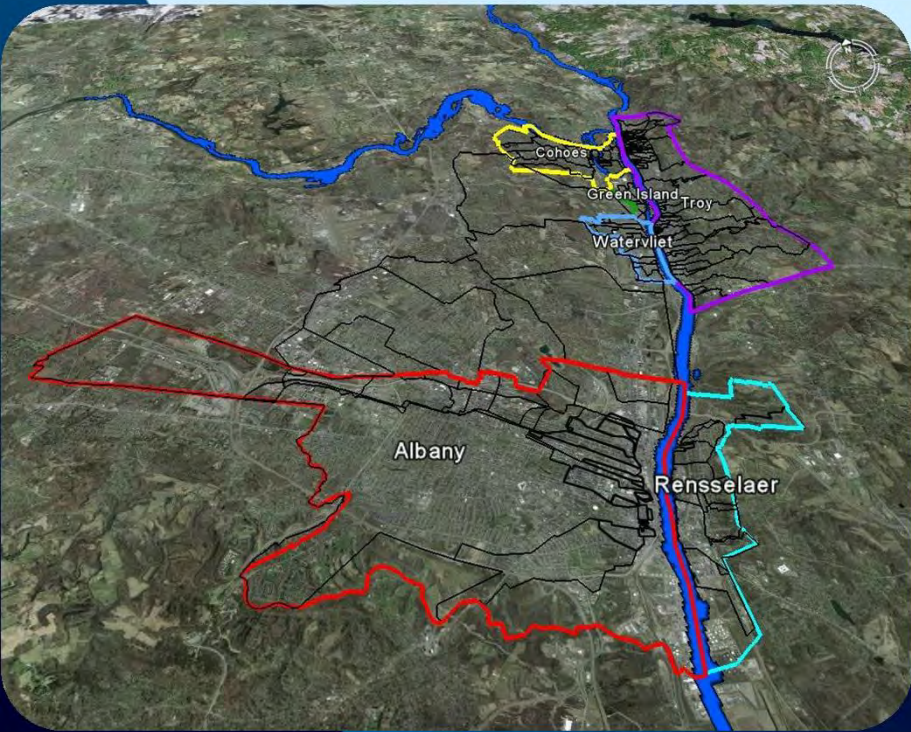 Cohoes
Green Island
Troy
Watervliet
Albany
Rensselaer